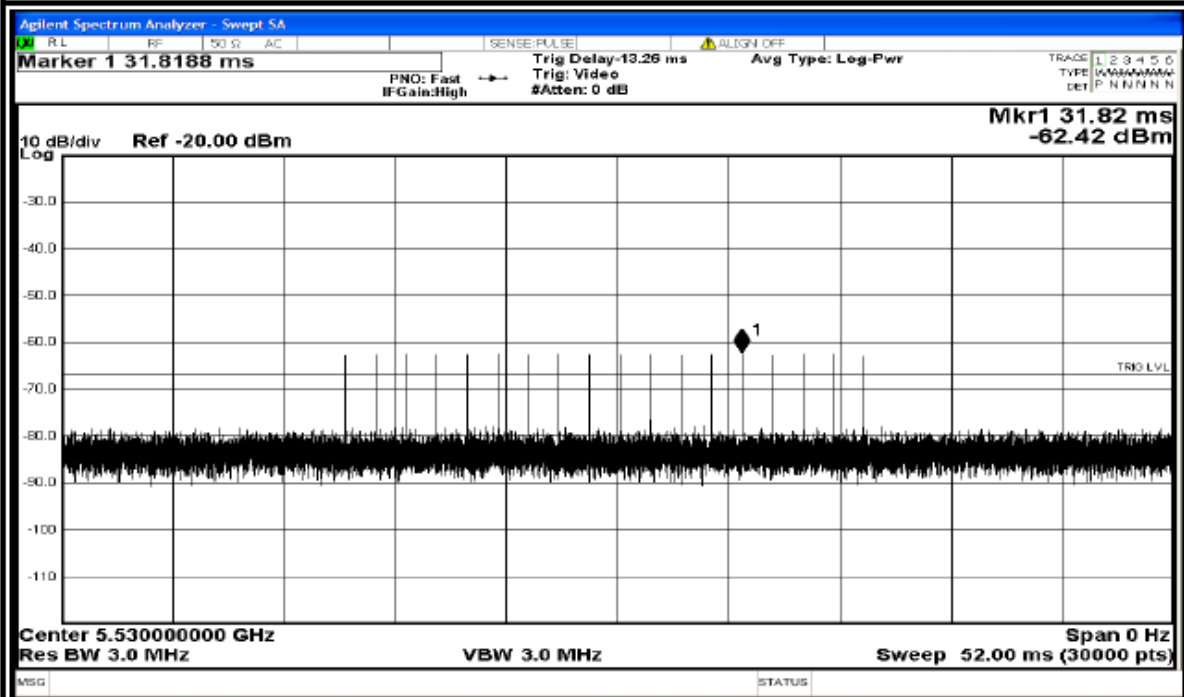 Agilent Spectrum Analyzer - Swept SA
RL RF 50 Ω AC SENSE:PULSE ALIGN OFF
Marker 1 31.8188 ms
Trig Delay-13.26 ms Avg Type: Log-Pwr
TRACE 1 2 3 4 5 6
PNO: Fast Trig: Video
TYPE
IFGain:High #Atten: 0 dB
DET P N N N N N
Mkr1 31.82 ms
10 dB/div Ref -20.00 dBm -62.42 dBm
Log
-30.0
-40.0
-50.0
-60.0
1
TRIG LVL
-70.0
-80.0
-90.0
-100
-110
Center 5.530000000 GHz Span 0 Hz
Res BW 3.0 MHz VBW 3.0 MHz Sweep 52.00 ms (30000 pts)
MSG STATUS